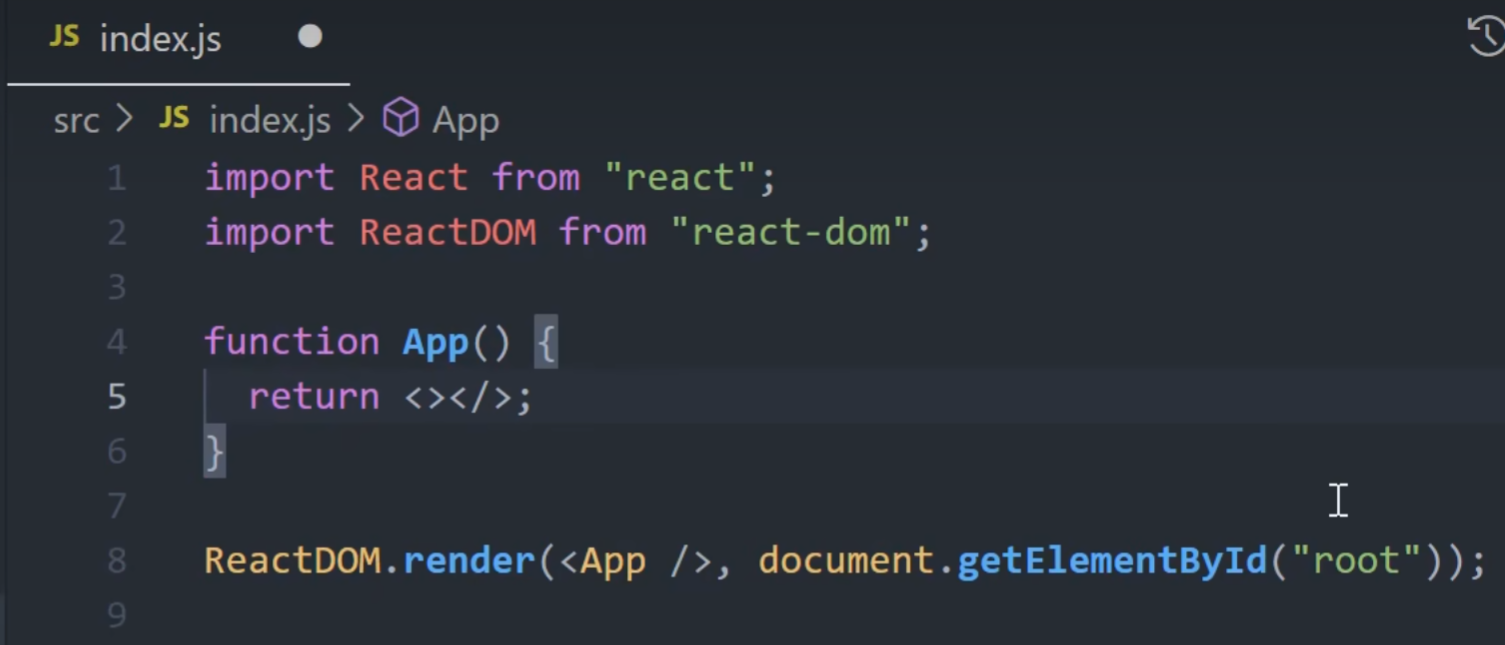 JS index.js
src > JS index.js > App
1 import React from "react";
2 import ReactDOM from "react-dom";
3
4 function App() {
5   return <></>;
6 }
7
8 ReactDOM.render(<App />, document.getElementById("root"));
9